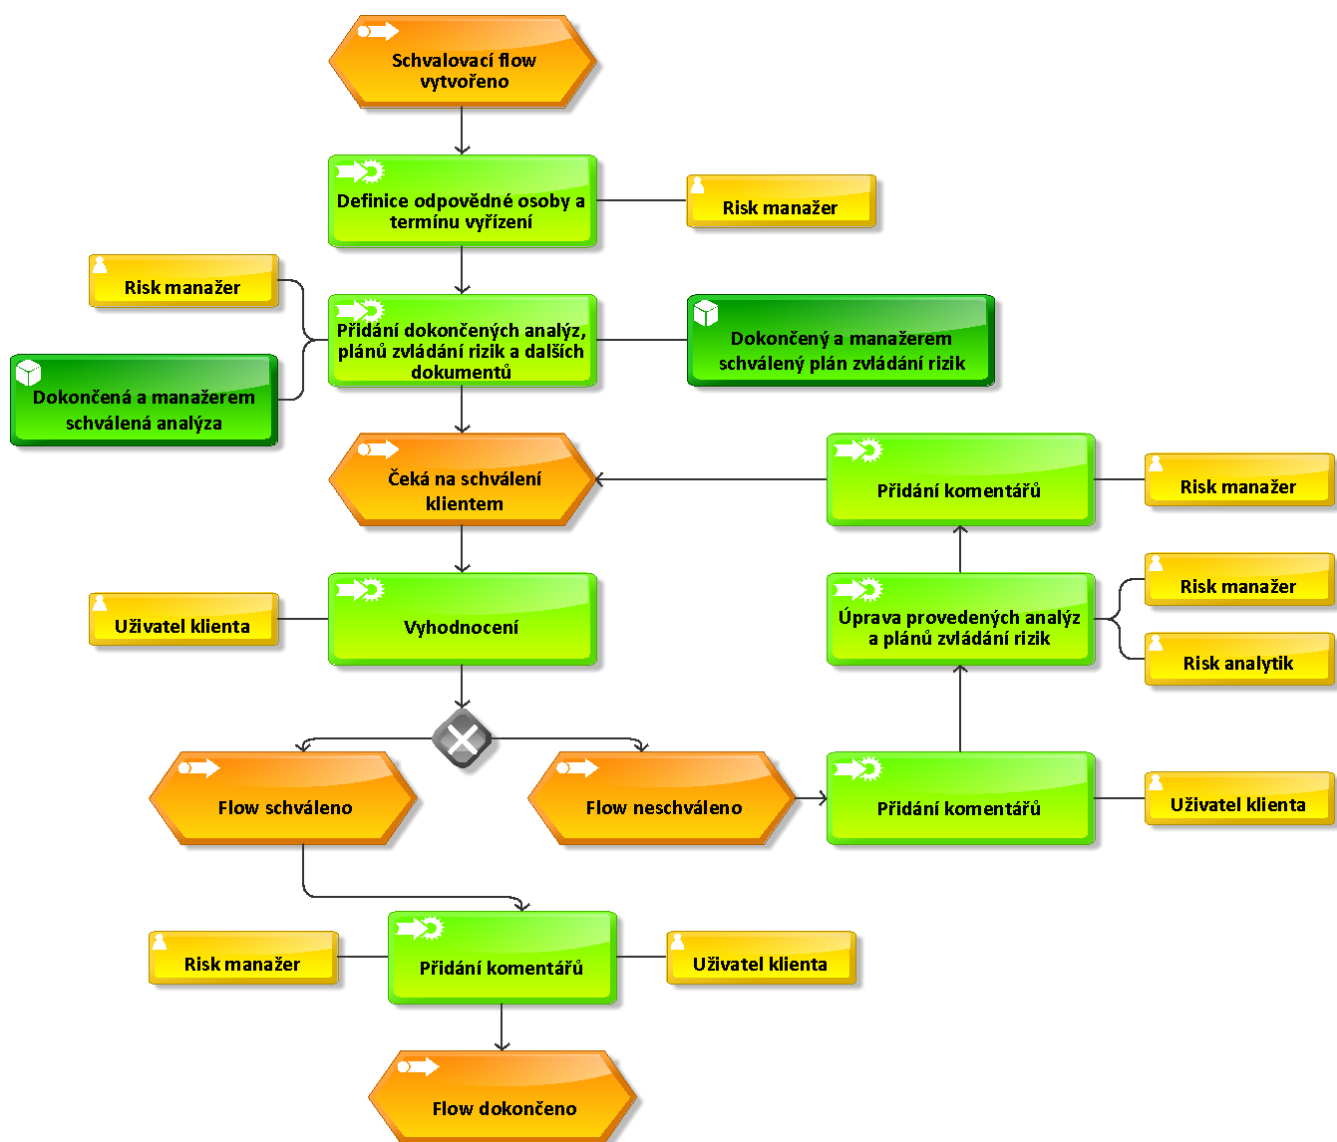 Schvalovací flow
vytvořeno
Definice odpovědné osoby a
termínu vyřízení
Risk manažer
Risk manažer
Přidání dokončených analýz,
plánů zvládání rizik a dalších
dokumentů
Dokončený a manažerem
schválený plán zvládání rizik
Dokončená a manažerem
schválená analýza
Čeká na schválení
klientem
Přidání komentářů
Risk manažer
Uživatel klienta
Vyhodnocení
Úprava provedených analýz
a plánů zvládání rizik
Risk manažer
Risk analytik
Flow schváleno
Flow neschváleno
Přidání komentářů
Uživatel klienta
Risk manažer
Přidání komentářů
Uživatel klienta
Flow dokončeno